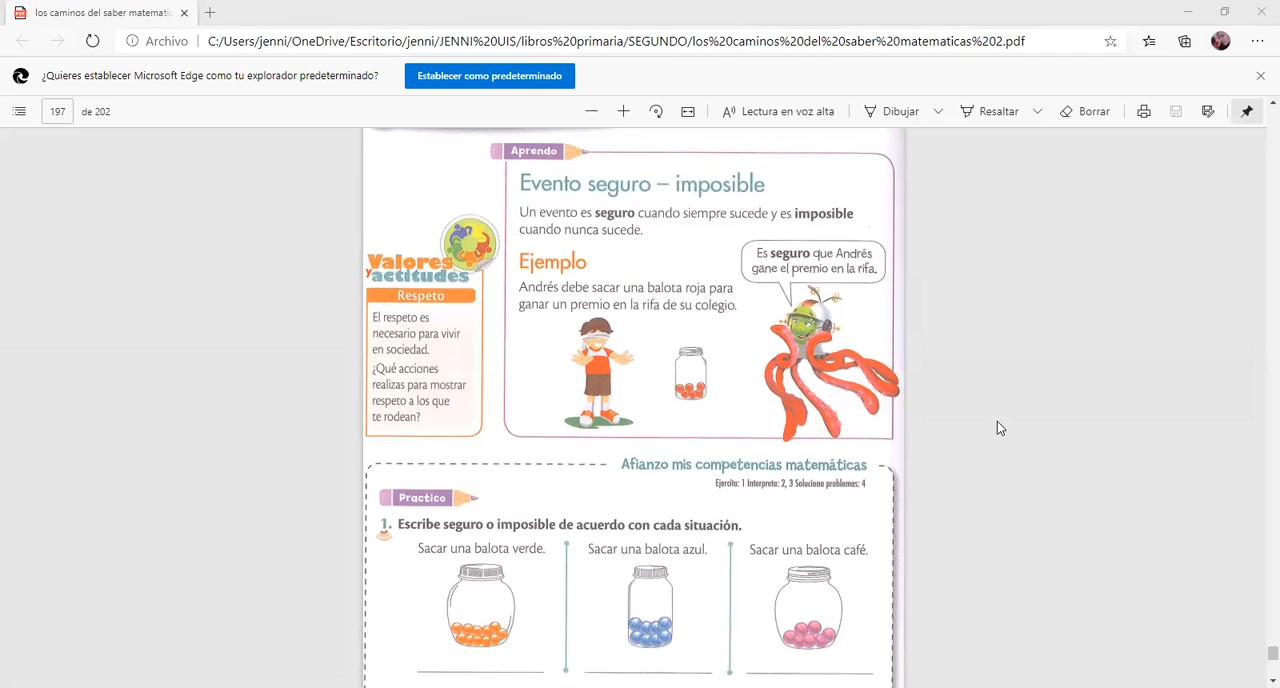 los caminos del saber matematic
Archivo
C:/Users/jenni/OneDrive/Escritorio/jenni/JENNI%20UIS/libros%20primaria/SEGUNDO/los%20caminos%20del%20saber%20matematicas%202.pdf
¿Quieres establecer Microsoft Edge como tu explorador predeterminado?
Establecer como predeterminado
197 de 202
Lectura en voz alta
Dibujar
Resaltar
Borrar
Aprendo
Evento seguro – imposible
Un evento es seguro cuando siempre sucede y es imposible
cuando nunca sucede.
Ejemplo
Andrés debe sacar una balota roja para
ganar un premio en la rifa de su colegio.
Es seguro que Andrés
gane el premio en la rifa.
Valores
y actitudes
Respeto
El respeto es
necesario para vivir
en sociedad.
¿Qué acciones
realizas para mostrar
respeto a los que
te rodean?
Afianzo mis competencias matemáticas
Ejercita: 1 Interpreta: 2, 3 Soluciona problemas: 4
Practico
1. Escribe seguro o imposible de acuerdo con cada situación.
Sacar una balota verde.
Sacar una balota azul.
Sacar una balota café.